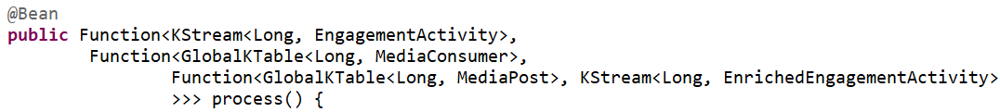 @Bean
public Function<KStream<Long, EngagementActivity>,
Function<GlobalKTable<Long, MediaConsumer>,
Function<GlobalKTable<Long, MediaPost>, KStream<Long, EnrichedEngagementActivity>
>>> process() {